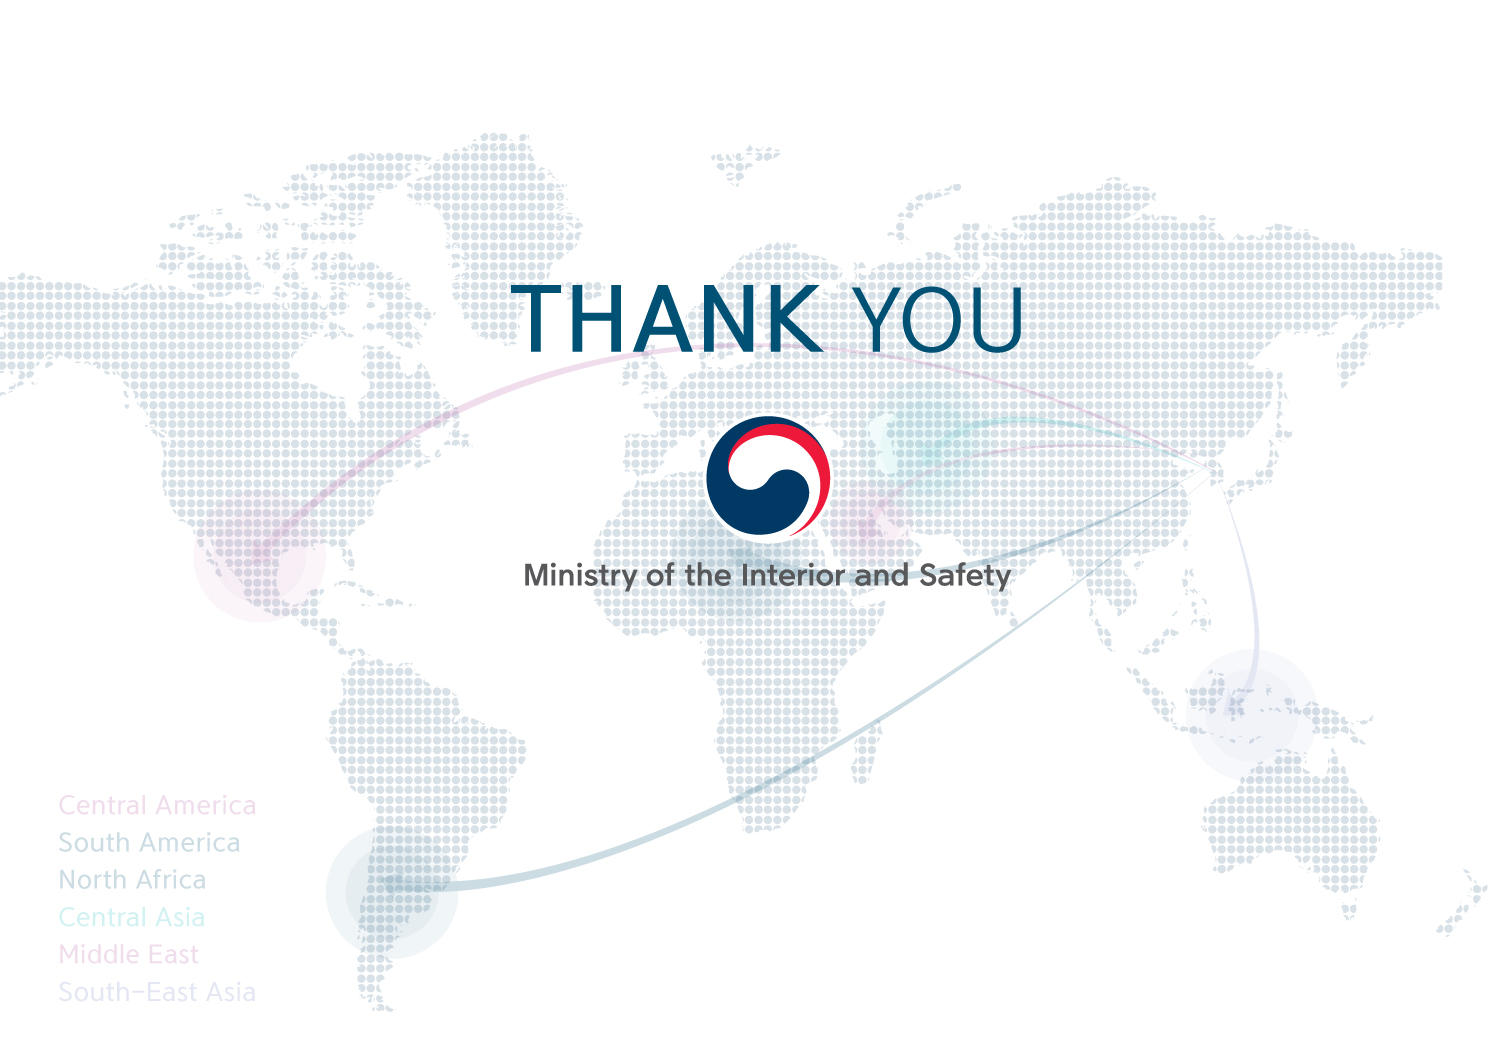 THANK YOU
Ministry of the Interior and Safety
Central America
South America
North Africa
Central Asia
Middle East
South-East Asia